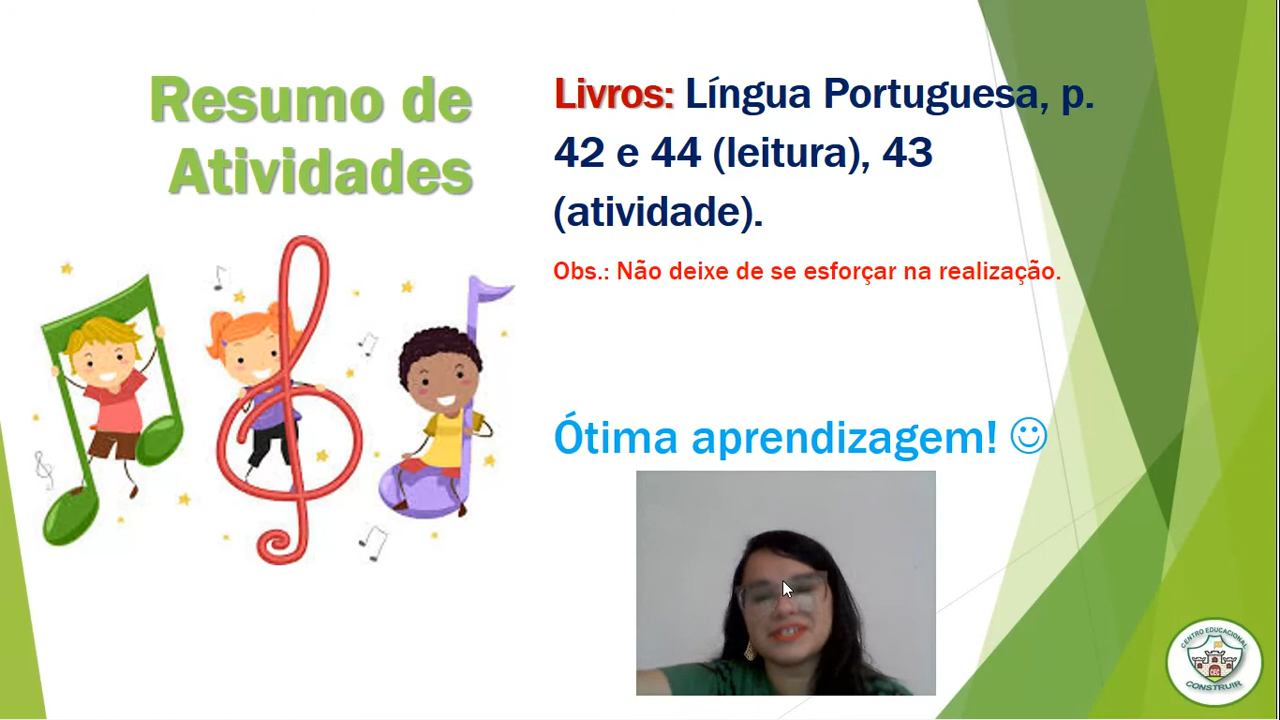 Resumo de
Atividades
Livros: Língua Portuguesa, p.
42 e 44 (leitura), 43
(atividade).
Obs.: Não deixe de se esforçar na realização.
Ótima aprendizagem! ☺
CENTRO EDUCACIONAL
CEC
CONSTRUIR